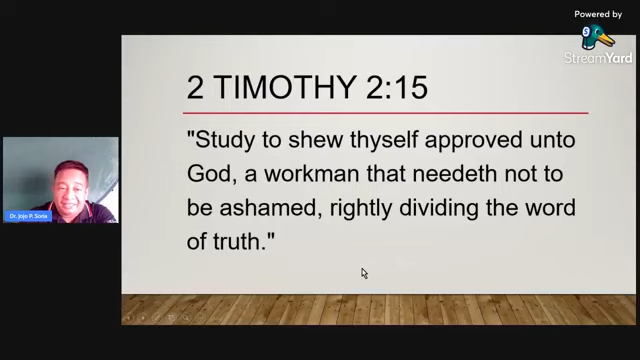 Powered by
StreamYard
2 TIMOTHY 2:15
"Study to shew thyself approved unto
God, a workman that needeth not to
be ashamed, rightly dividing the word
of truth."
Dr. Jojo P. Soria